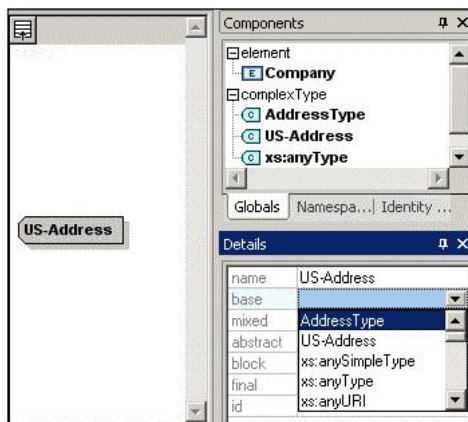 US-Address
Components
element
E Company
complexType
C AddressType
C US-Address
C xs:anyType
Globals Namespa... Identity ...
Details
name US-Address
base
mixed AddressType
abstract US-Address
block xs:anySimpleType
final xs:anyType
id xs:anyURI